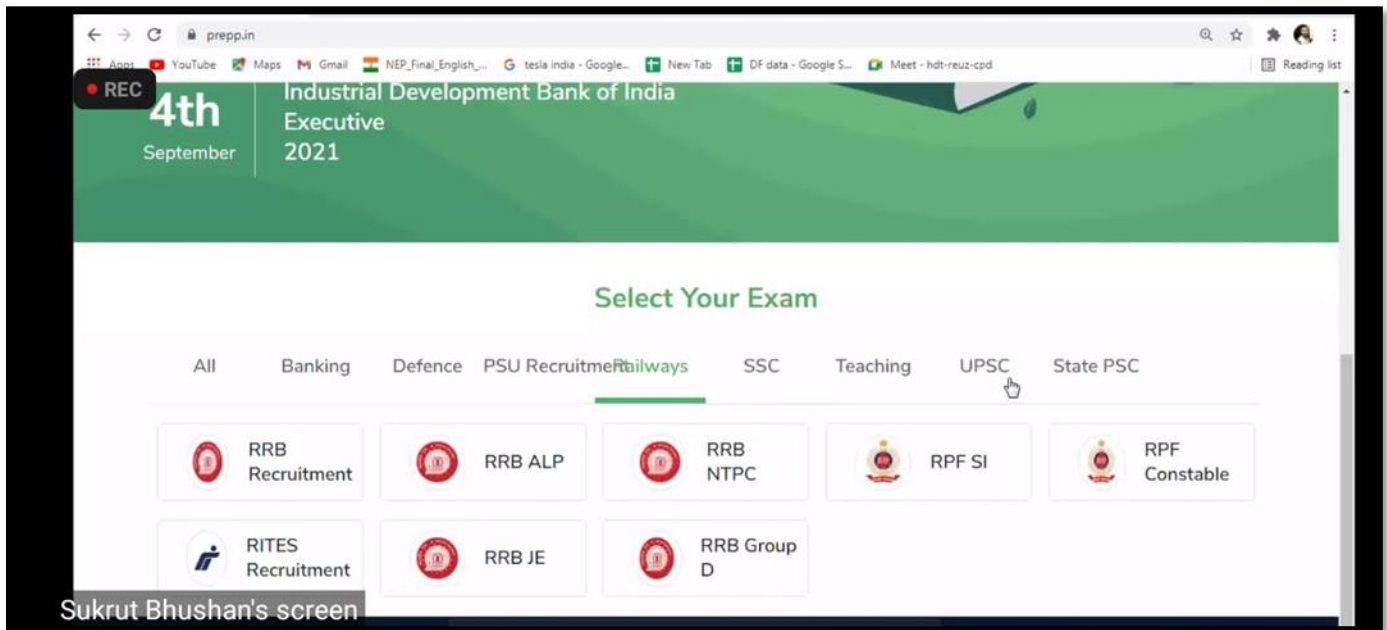 prepp.in
Apps YouTube Maps Gmail NEP_Final_English_... tesla india - Google... New Tab DF data - Google S... Meet - hdt-reuz-cpd Reading list
REC
4th
September
Industrial Development Bank of India
Executive
2021
Select Your Exam
All Banking Defence PSU Recruitment Railways SSC Teaching UPSC State PSC
RRB
Recruitment
RRB ALP
RRB
NTPC
RPF SI
RPF
Constable
RITES
Recruitment
RRB JE
RRB Group
D
Sukrut Bhushan's screen